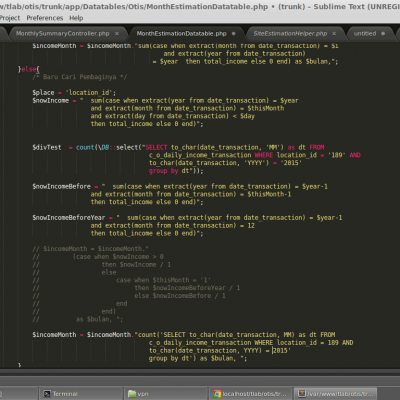 w/tlab/otis/trunk/app/Datatables/Otis/MonthEstimationDatatable.php • (trunk) - Sublime Text (UNREGI
Project Preferences Help
MonthlySummaryController.php × MonthEstimationDatatable.php SiteEstimationHelper.php × untitled
$incomeMonth = $incomeMonth."sum(case when extract(month from date_transaction) = $i
and extract(year from date_transaction)
= $year then total_income else 0 end) as $bulan,";
}else{
/* Baru Cari Pembaginya */
$place = 'location_id';
$nowIncome = " sum(case when extract(year from date_transaction) = $year
and extract(month from date_transaction) = $thisMonth
and extract(day from date_transaction) < $day
then total_income else 0 end)";
$divTest = count(\DB::select("SELECT to_char(date_transaction, 'MM') as dt FROM
c_o_daily_income_transaction WHERE location_id = '189' AND
to_char(date_transaction, 'YYYY') = '2015'
group by dt"));
$nowIncomeBefore = " sum(case when extract(year from date_transaction) = $year-1
and extract(month from date_transaction) = $thisMonth-1
then total_income else 0 end)";
$nowIncomeBeforeYear = " sum(case when extract(year from date_transaction) = $year-1
and extract(month from date_transaction) = 12
then total_income else 0 end)";
// $incomeMonth = $incomeMonth."
// (case when $nowIncome > 0
// then $nowIncome / 1
// else
// case when $thisMonth = '1'
// then $nowIncomeBeforeYear / 1
// else $nowIncomeBefore / 1
// end
// end)
// as $bulan, ";
$incomeMonth = $incomeMonth."count('SELECT to_char(date_transaction, MM) as dt FROM
c_o_daily_income_transaction WHERE location_id = 189 AND
to_char(date_transaction, YYYY) = 2015'
group by dt') as $bulan, ";
}
Terminal vpn localhost/tlab/otis/tr... /var/www/tlab/otis/tr...